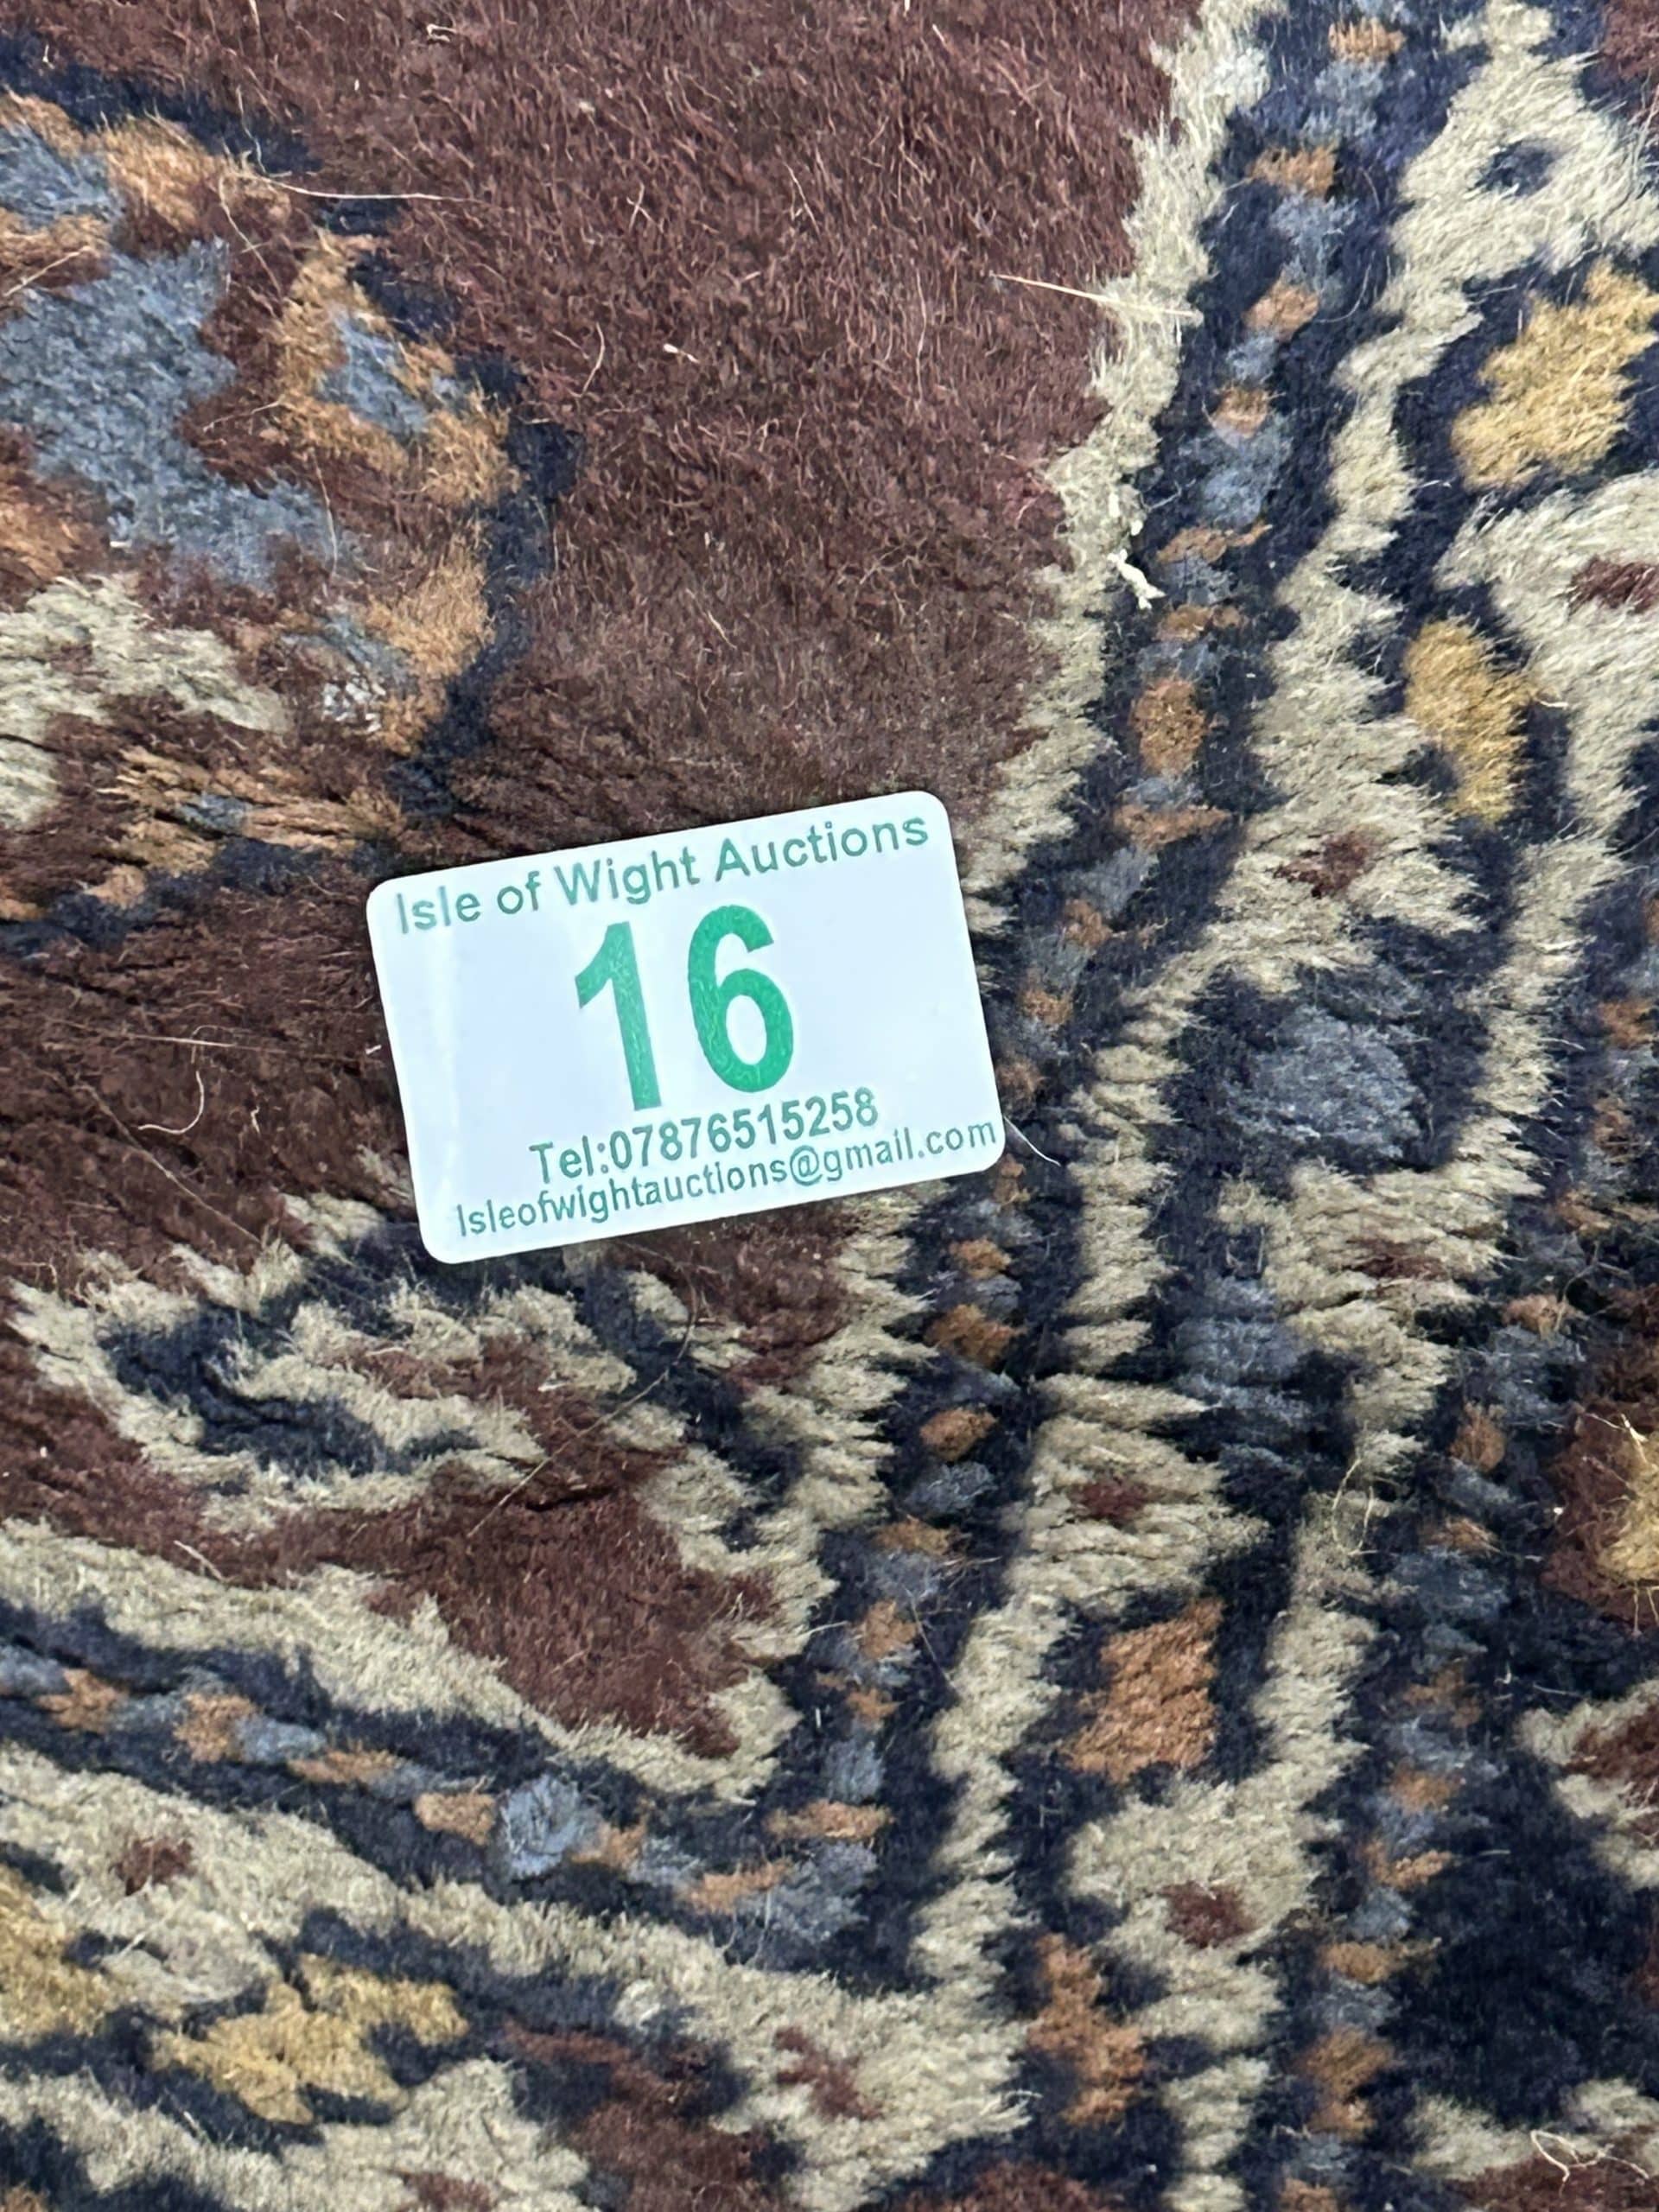 Isle of Wight Auctions
16
Tel:07876515258
Isleofwightauctions@gmail.com